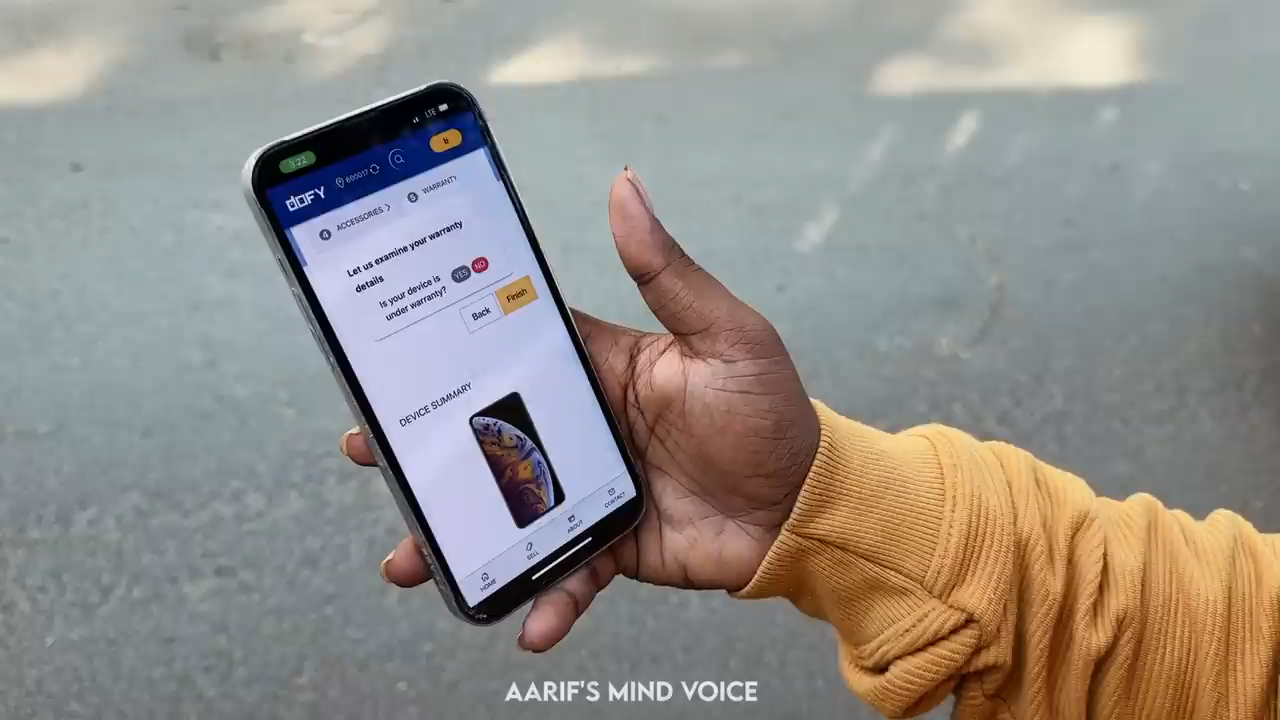 3:22
LTE
DOFY
600017
b
4 ACCESSORIES >
5 WARRANTY
Let us examine your warranty
details
Is your device is
under warranty?
YES
NO
Back
Finish
DEVICE SUMMARY
HOME
SELL
ABOUT
CONTACT
AARIF'S MIND VOICE